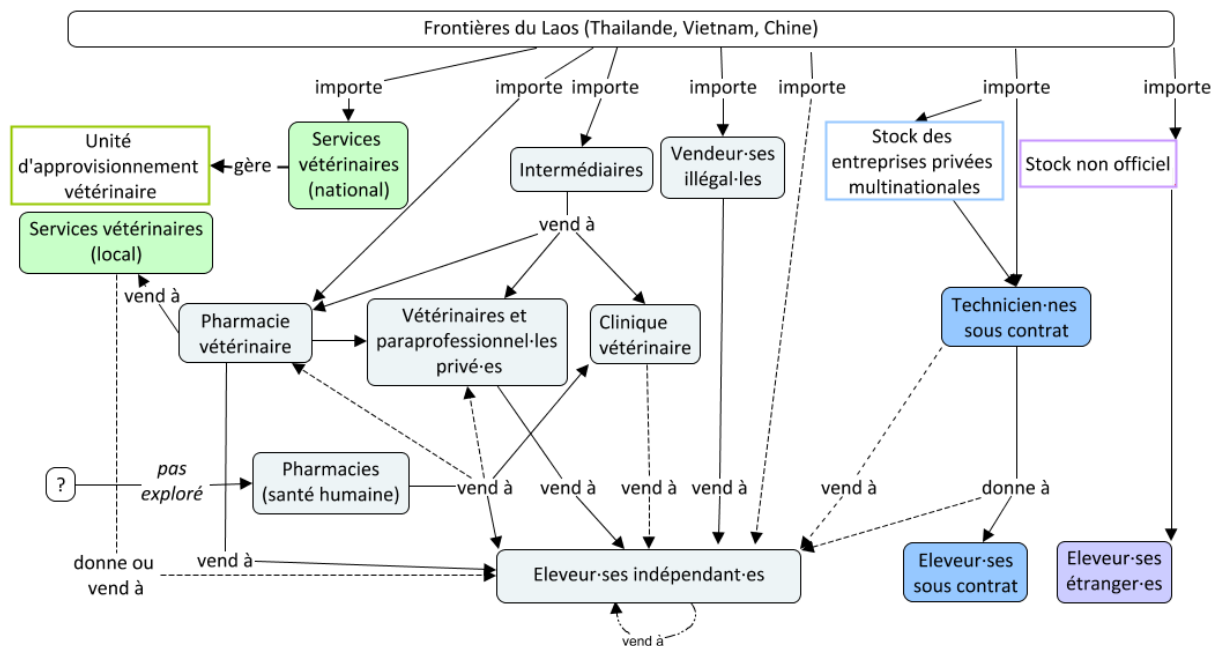 Frontières du Laos (Thailande, Vietnam, Chine)
importe
importe
importe
importe
importe
importe
importe
Unité
d'approvisionnement
vétérinaire
gère
Services
vétérinaires
(national)
Intermédiaires
Vendeur·ses
illégal·les
Stock des
entreprises privées
multinationales
Stock non officiel
Services vétérinaires
(local)
vend à
vend à
Pharmacie
vétérinaire
Vétérinaires et
paraprofessionnel·les
privé·es
Clinique
vétérinaire
Technicien·nes
sous contrat
?
pas
exploré
Pharmacies
(santé humaine)
vend à
vend à
vend à
vend à
vend à
donne à
donne ou
vend à
vend à
Eleveur·ses indépendant·es
Eleveur·ses
sous contrat
Eleveur·ses
étranger·es
vend à